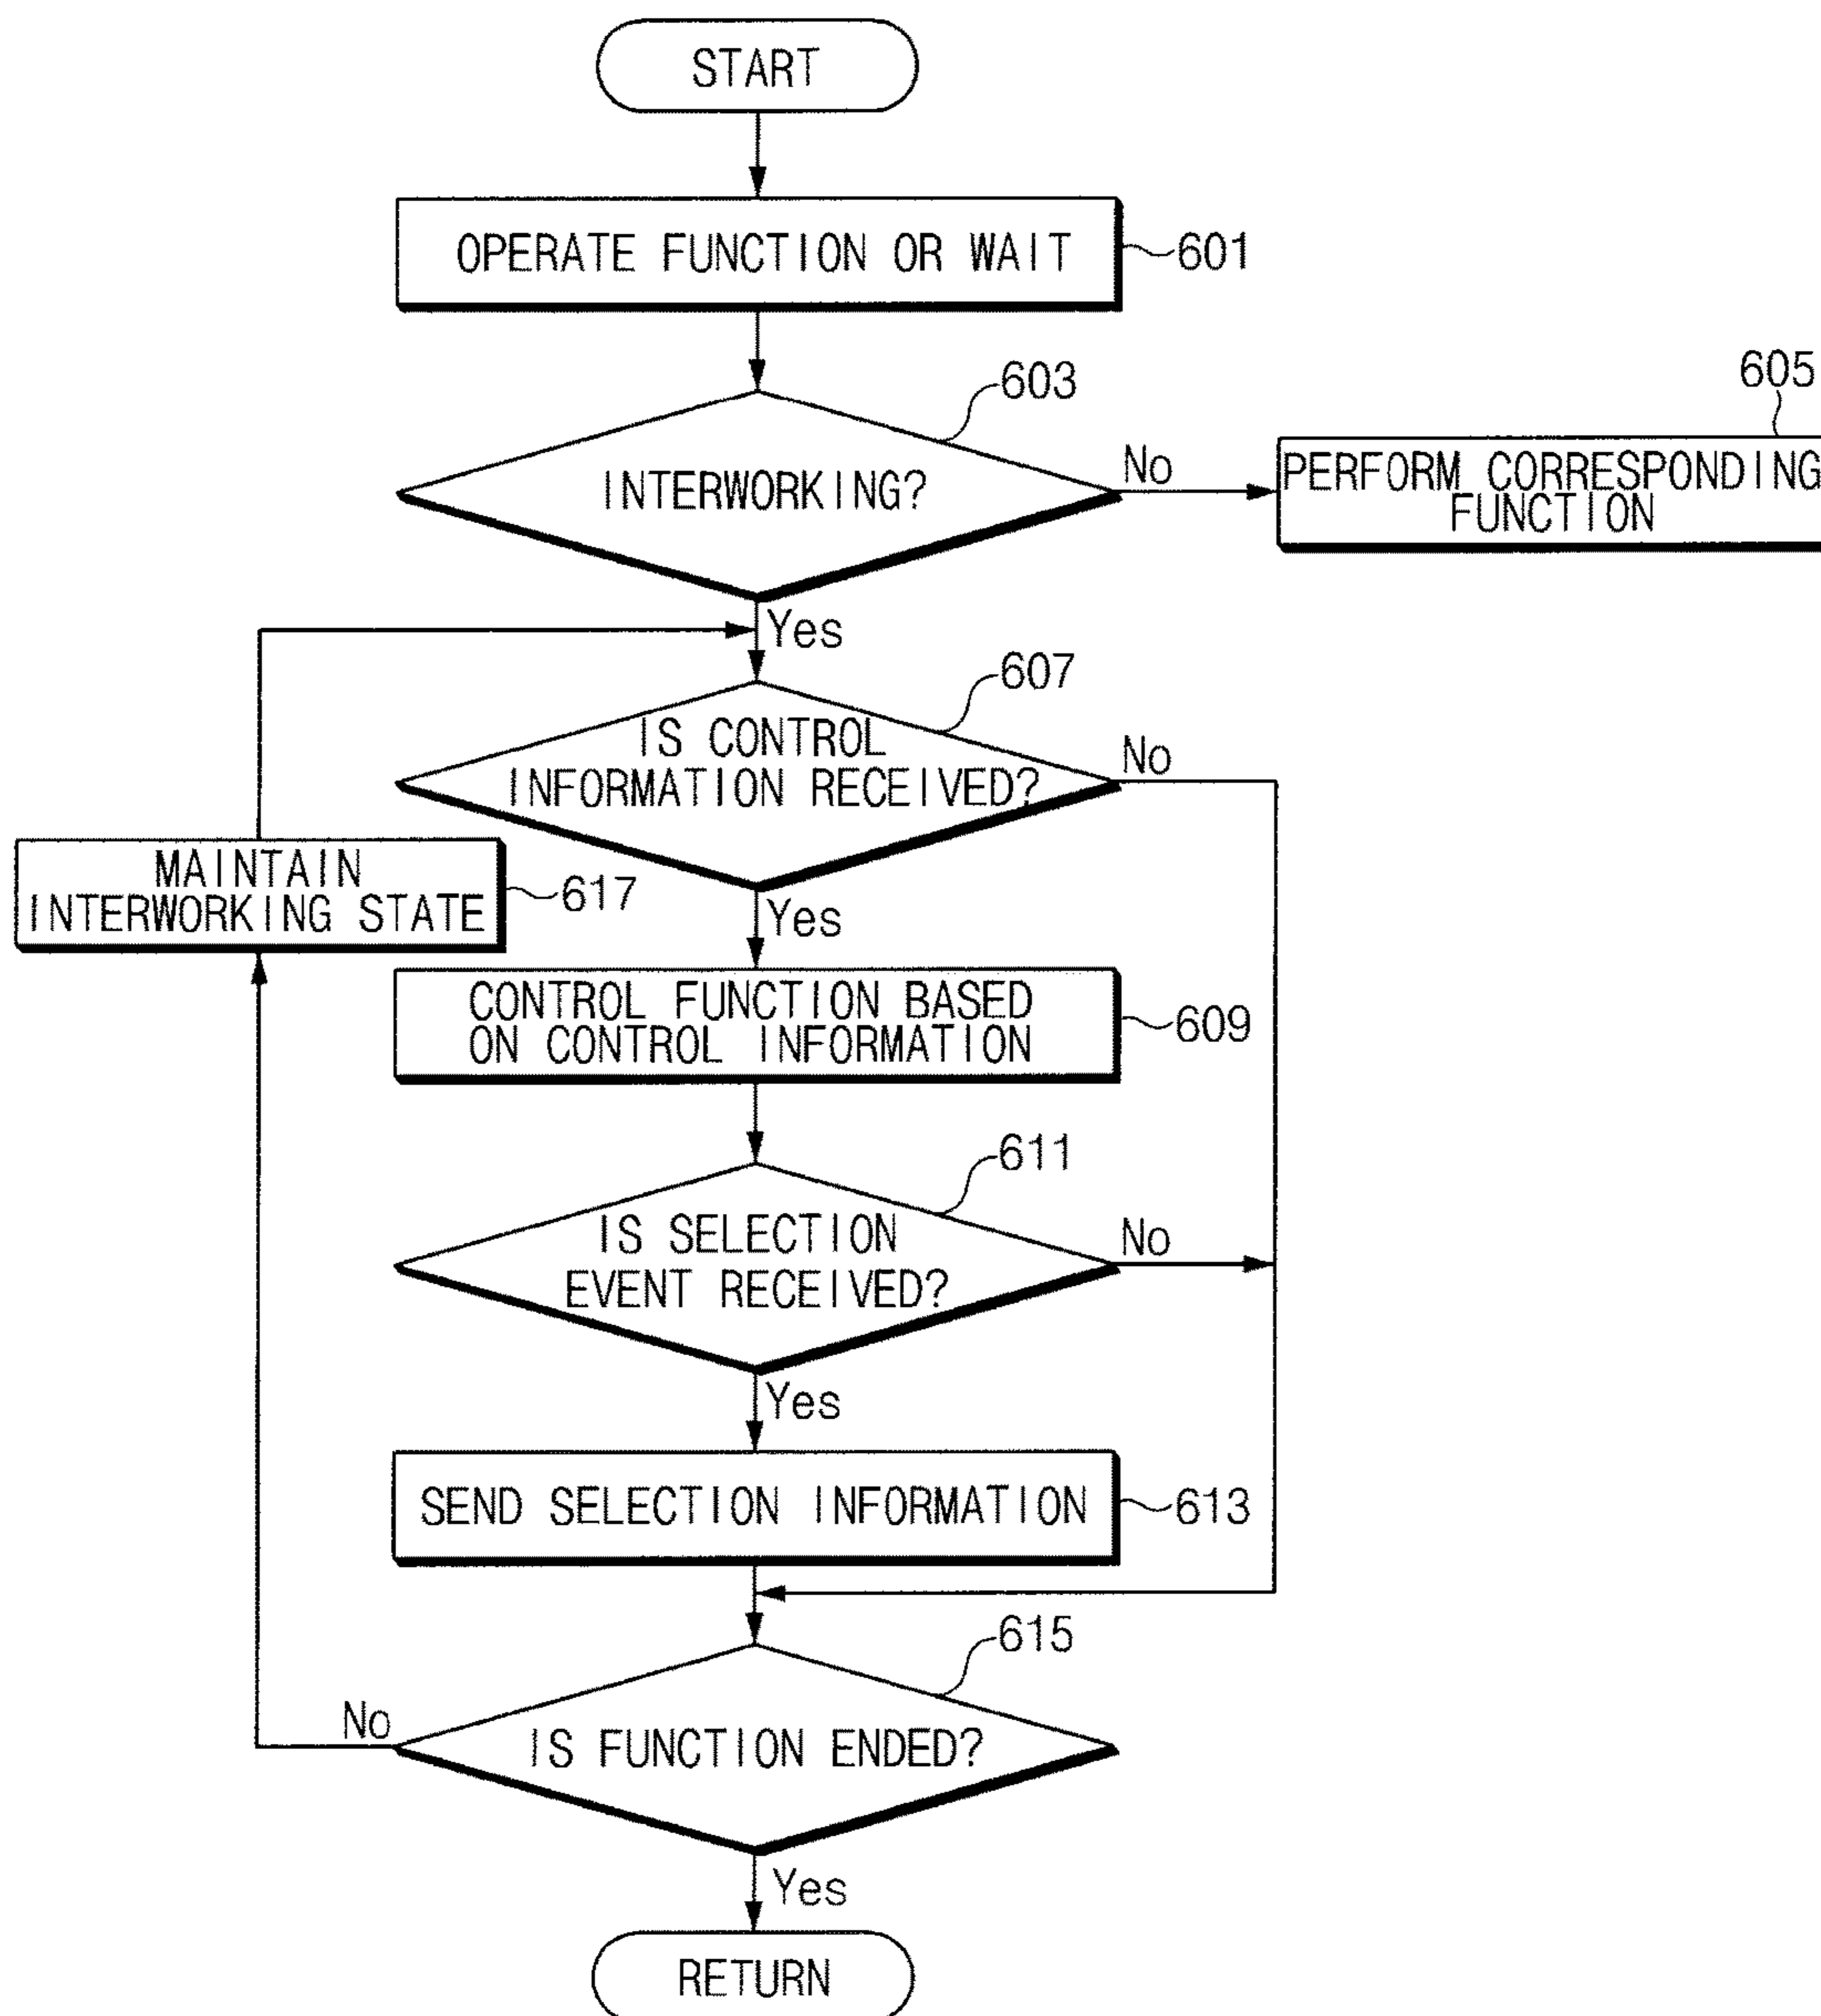 START
OPERATE FUNCTION OR WAIT
601
603
605
INTERWORKING?
No
PERFORM CORRESPONDING
FUNCTION
Yes
607
IS CONTROL
INFORMATION RECEIVED?
No
MAINTAIN
INTERWORKING STATE
617
Yes
CONTROL FUNCTION BASED
ON CONTROL INFORMATION
609
611
IS SELECTION
EVENT RECEIVED?
No
Yes
SEND SELECTION INFORMATION
613
615
No
IS FUNCTION ENDED?
Yes
RETURN